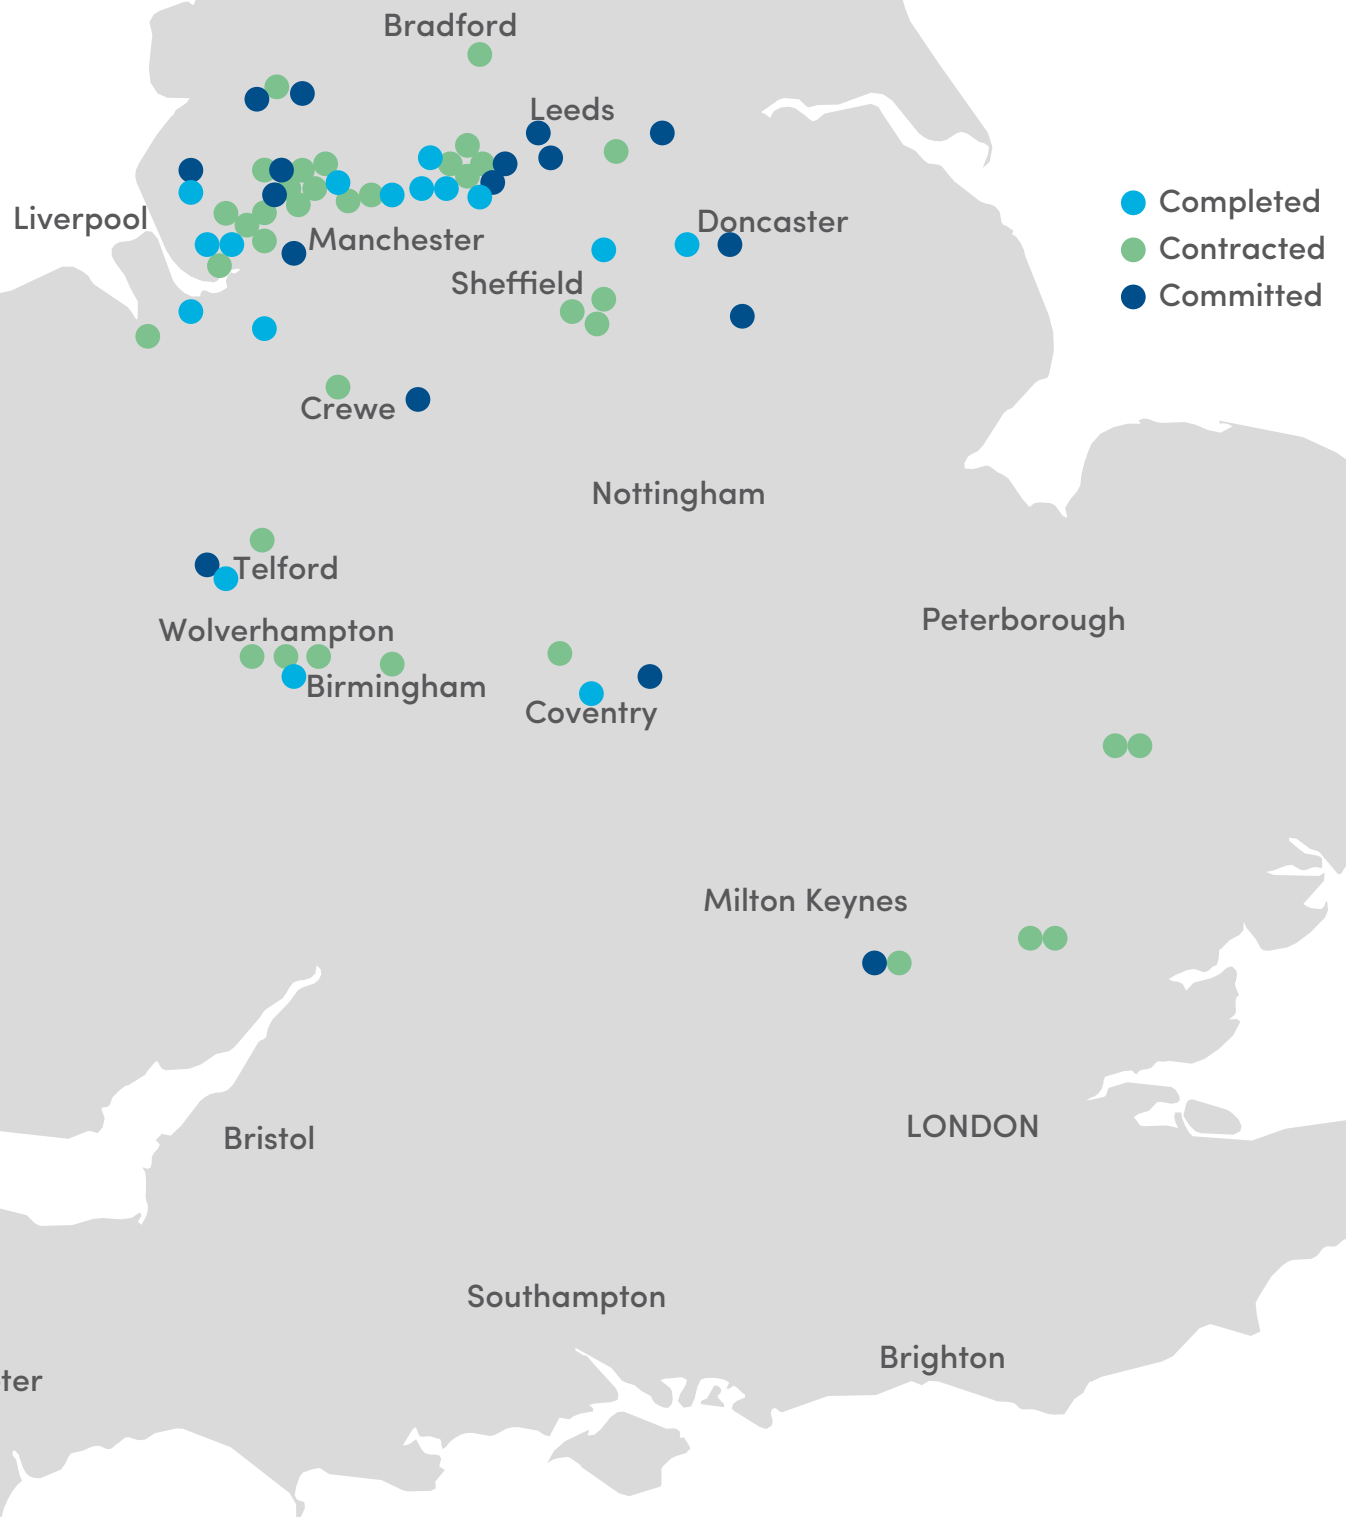 Bradford
Leeds
Completed
Liverpool
Doncaster
Manchester
Contracted
Sheffield
Committed
Crewe
Nottingham
Telford
Peterborough
Wolverhampton
Birmingham
Coventry
Milton Keynes
LONDON
Bristol
Southampton
Brighton
ter